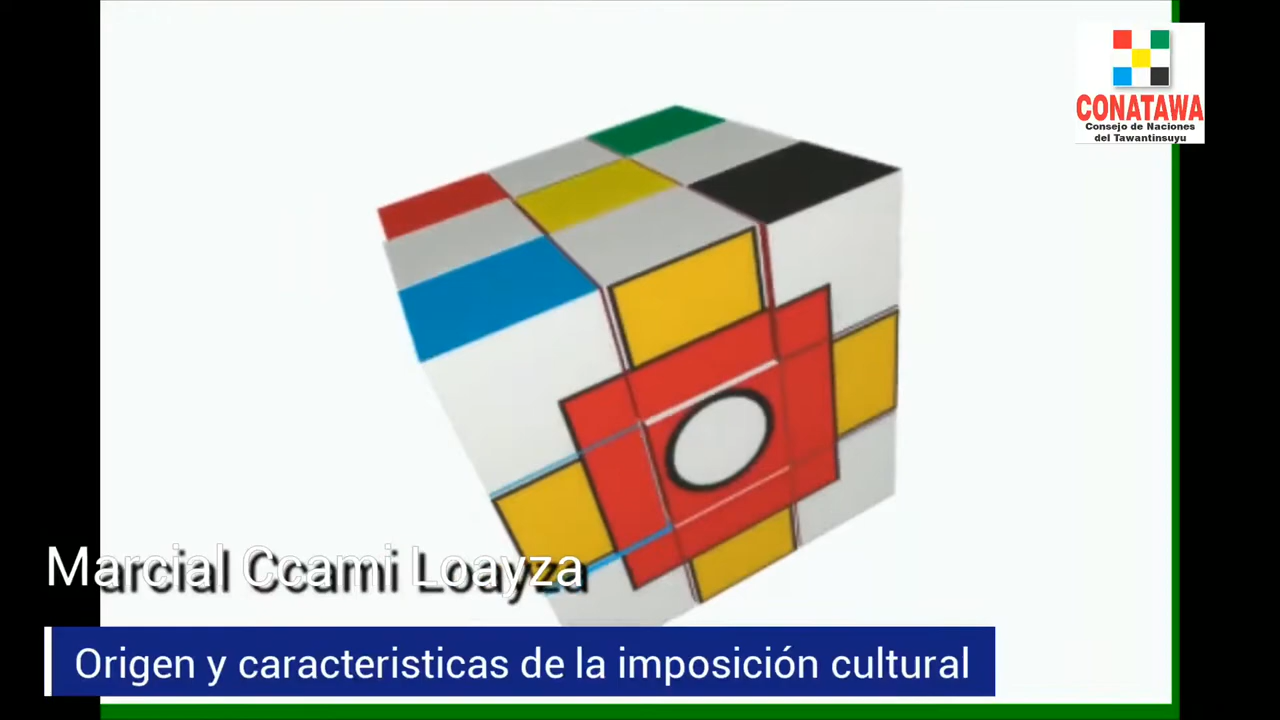 CONATAWA
Consejo de Naciones
del Tawantinsuyu
Marcial Ccami Loayza
Origen y caracteristicas de la imposición cultural